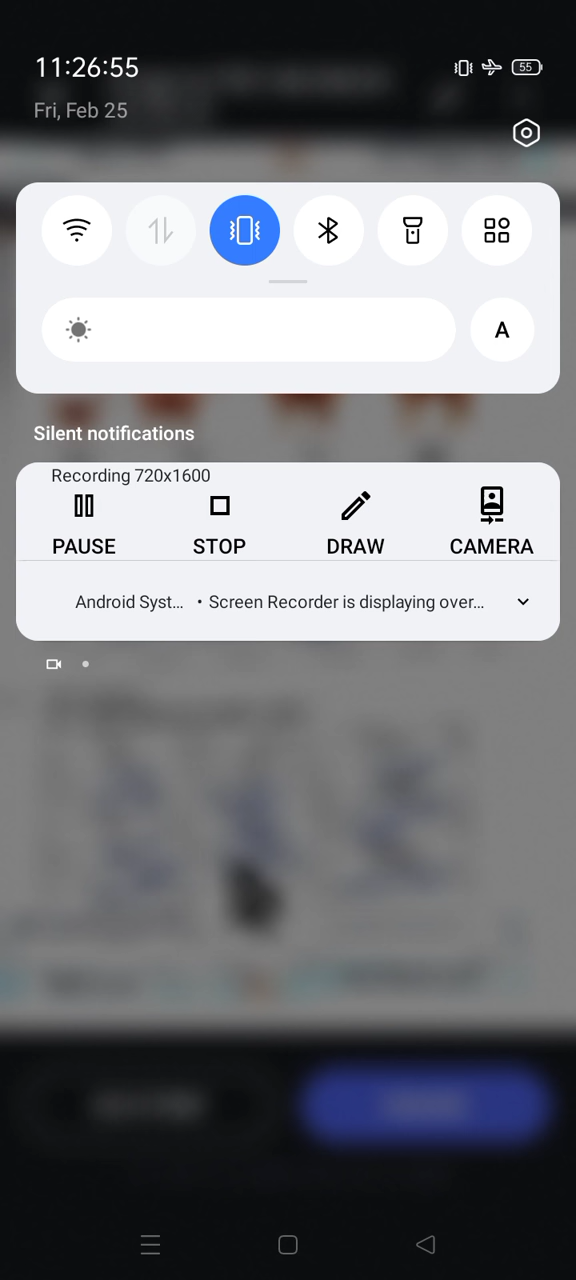 11:26:55
55
Fri, Feb 25
A
Silent notifications
Recording 720x1600
PAUSE STOP DRAW CAMERA
Android Syst... • Screen Recorder is displaying over...